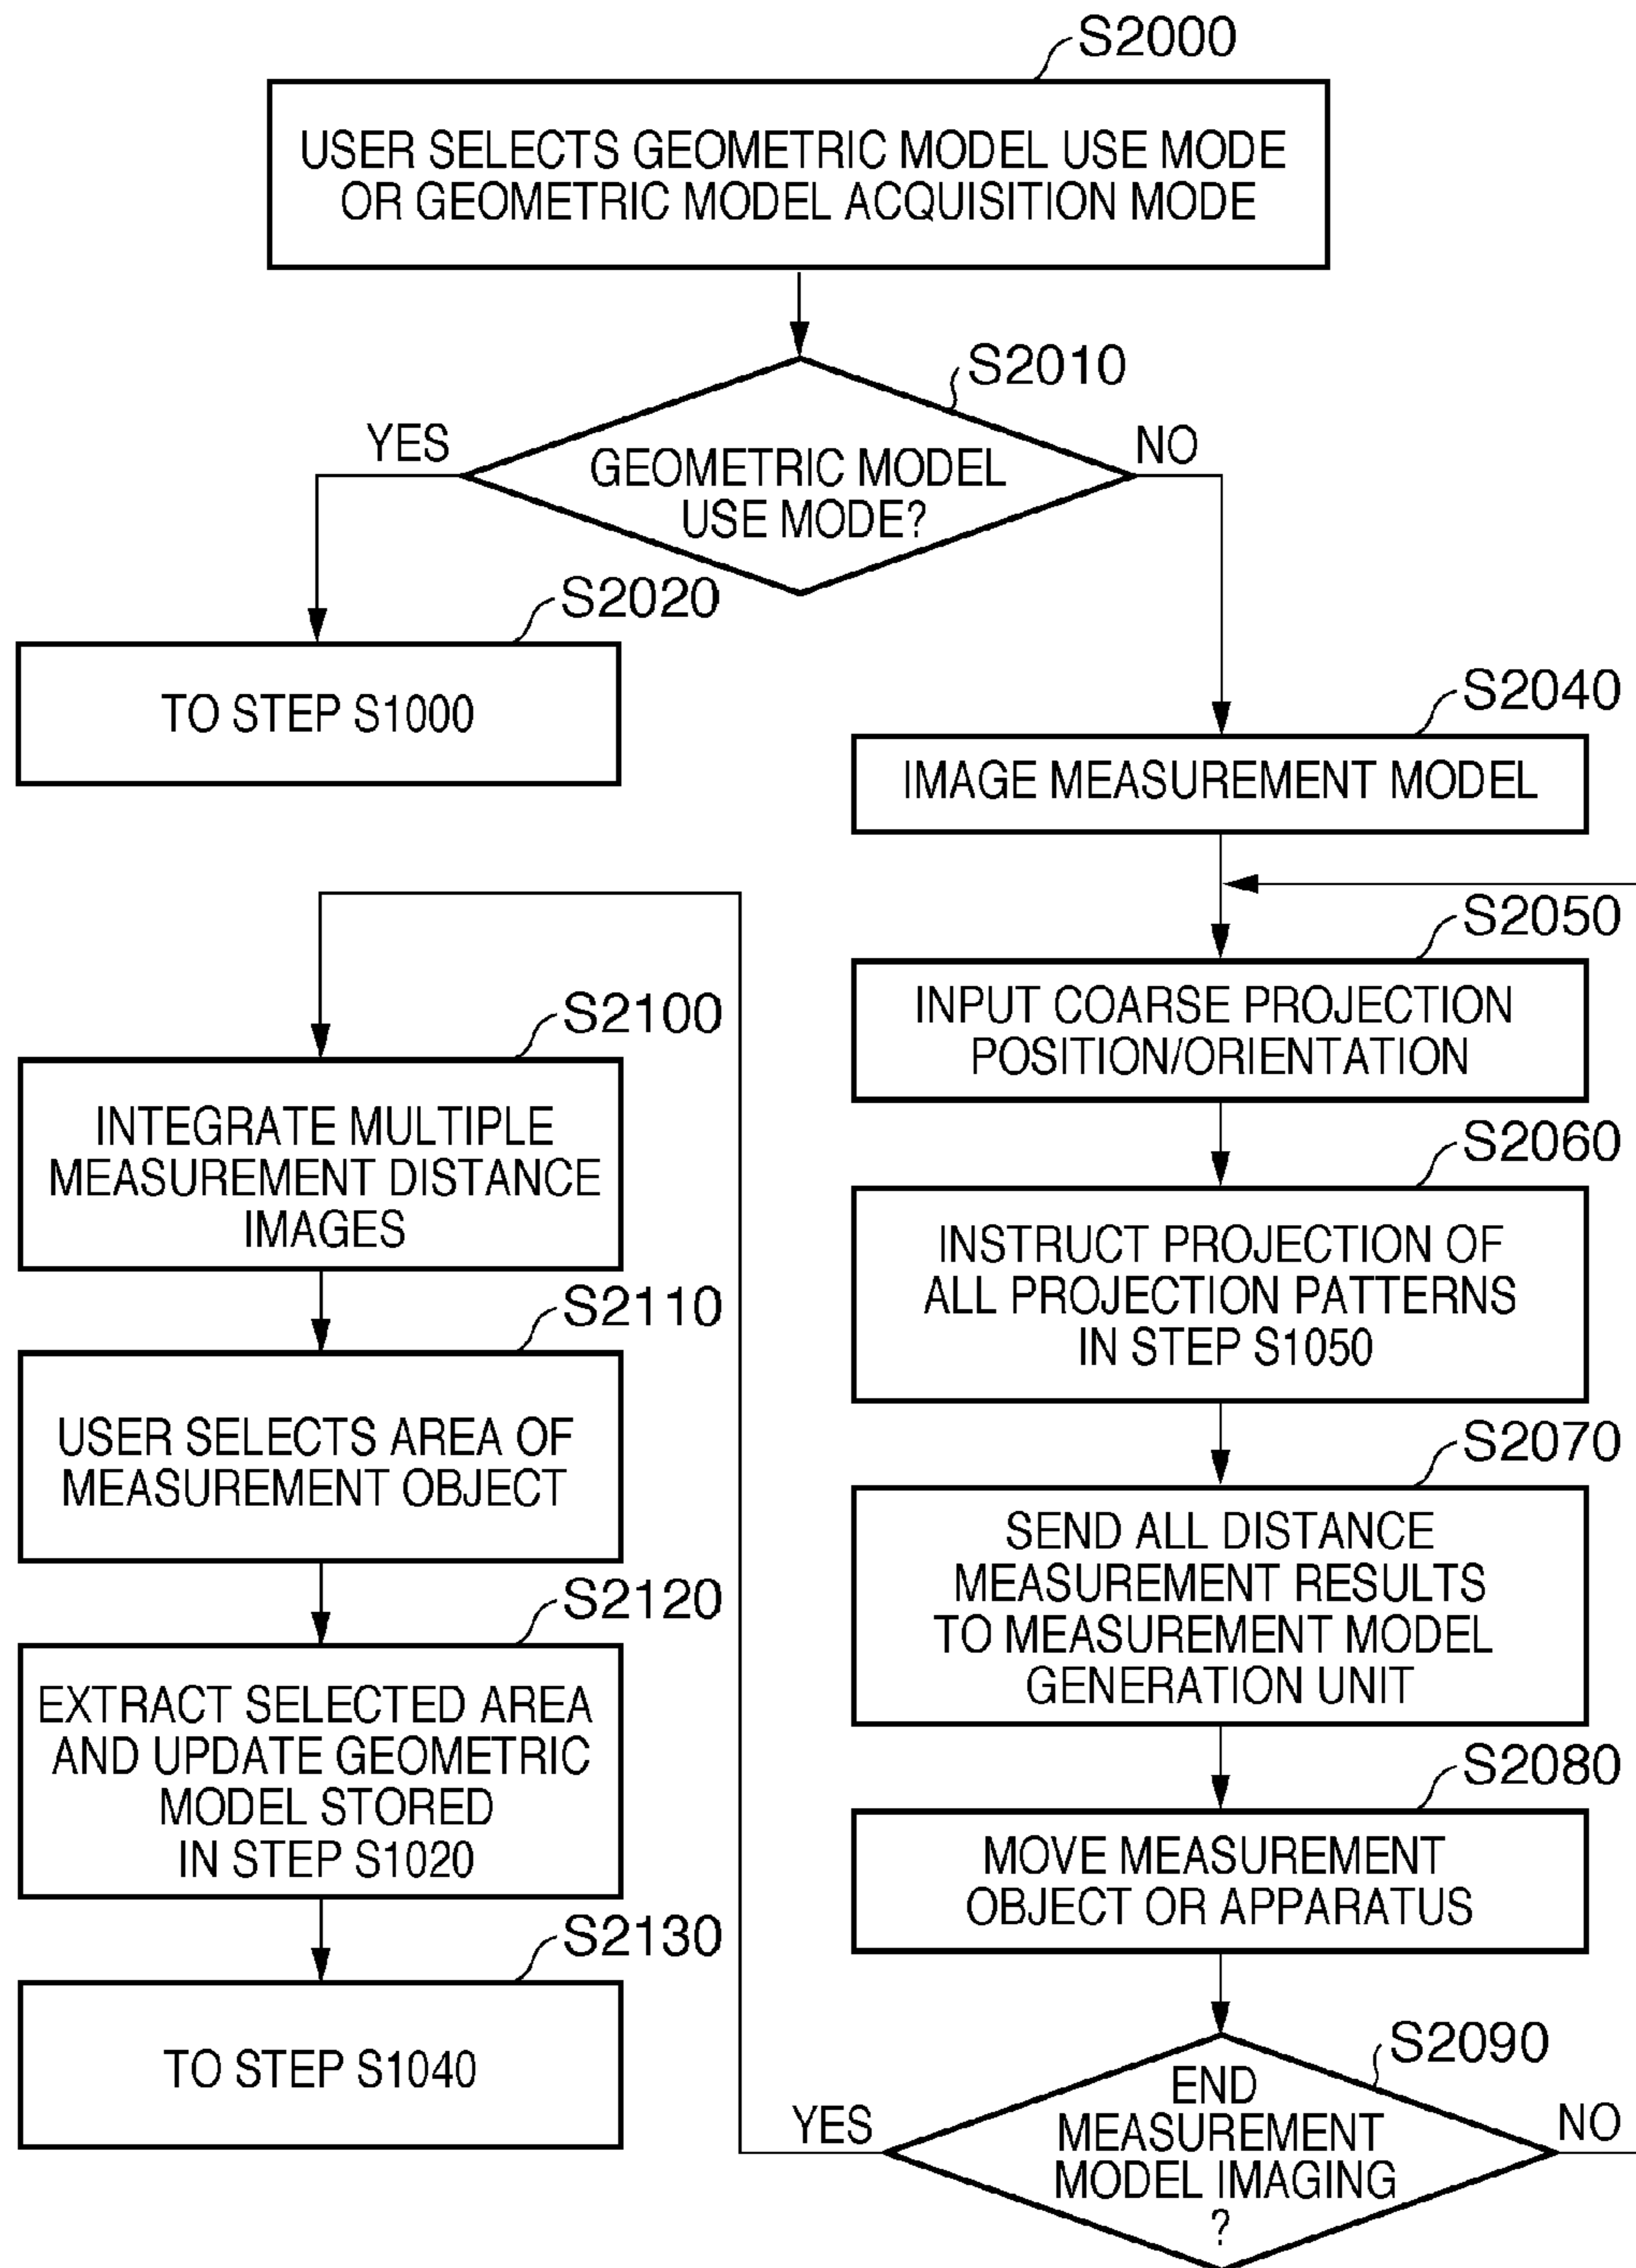 S2000
USER SELECTS GEOMETRIC MODEL USE MODE
OR GEOMETRIC MODEL ACQUISITION MODE
S2010
YES
NO
GEOMETRIC MODEL
USE MODE?
S2020
TO STEP S1000
S2040
IMAGE MEASUREMENT MODEL
S2050
INPUT COARSE PROJECTION
POSITION/ORIENTATION
S2060
INSTRUCT PROJECTION OF
ALL PROJECTION PATTERNS
IN STEP S1050
S2070
SEND ALL DISTANCE
MEASUREMENT RESULTS
TO MEASUREMENT MODEL
GENERATION UNIT
S2080
MOVE MEASUREMENT
OBJECT OR APPARATUS
S2090
END
MEASUREMENT
MODEL IMAGING
?
YES
NO
S2100
INTEGRATE MULTIPLE
MEASUREMENT DISTANCE
IMAGES
S2110
USER SELECTS AREA OF
MEASUREMENT OBJECT
S2120
EXTRACT SELECTED AREA
AND UPDATE GEOMETRIC
MODEL STORED
IN STEP S1020
S2130
TO STEP S1040